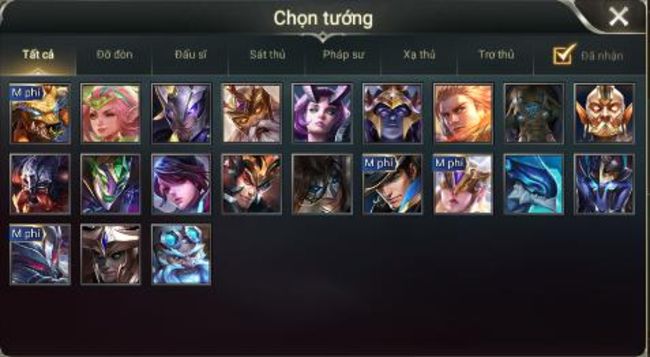 Chọn tướng
Tất cả Đỡ đòn Đấu sĩ Sát thủ Pháp sư Xạ thủ Trợ thủ Đã nhận
M phí
M phí M phí
M phí